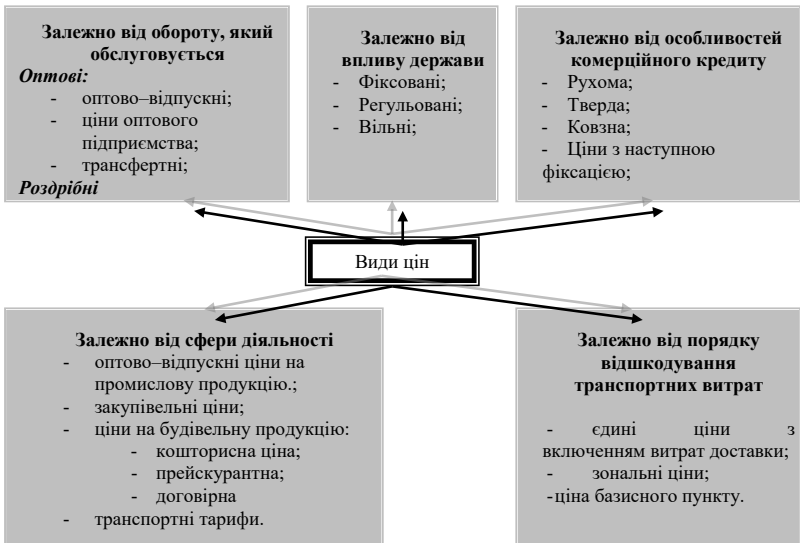 Залежно від обороту, який
обслуговується
Оптові:
- оптово–відпускні;
- ціни оптового
підприємства;
- трансфертні;
Роздрібні
Залежно від
впливу держави
- Фіксовані;
- Регульовані;
- Вільні;
Залежно від особливостей
комерційного кредиту
- Рухома;
- Тверда;
- Ковзна;
- Ціни з наступною
фіксацією;
Види цін
Залежно від сфери діяльності
- оптово–відпускні ціни на
промислову продукцію.;
- закупівельні ціни;
- ціни на будівельну продукцію:
- кошторисна ціна;
- прейскурантна;
- договірна
- транспортні тарифи.
Залежно від порядку
відшкодування
транспортних витрат
- єдині ціни з
включенням витрат доставки;
- зональні ціни;
-ціна базисного пункту.